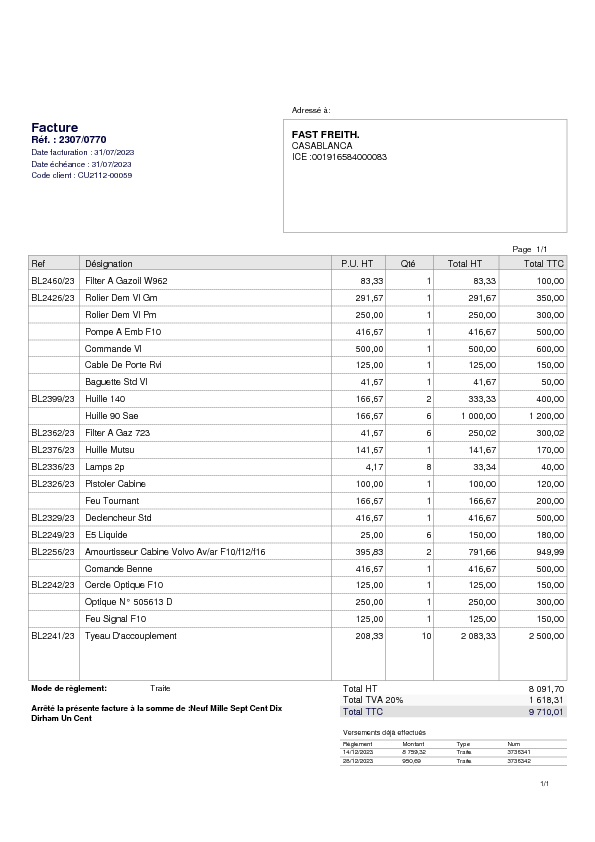 Adressé à:
Facture
Réf. : 2307/0770
Date facturation : 31/07/2023
Date échéance : 31/07/2023
Code client : CU2112-00059
FAST FREITH.
CASABLANCA
ICE :001916584000083
Page 1/1
Ref Désignation P.U. HT Qté Total HT Total TTC
BL2460/23 Filter A Gazoil W962 83,33 1 83,33 100,00
BL2426/23 Roller Dem Vl Gm 291,67 1 291,67 350,00
Roller Dem Vl Pm 250,00 1 250,00 300,00
Pompe A Emb F10 416,67 1 416,67 500,00
Commande Vl 500,00 1 500,00 600,00
Cable De Porte Rvi 125,00 1 125,00 150,00
Baguette Std Vl 41,67 1 41,67 50,00
BL2399/23 Huille 140 166,67 2 333,33 400,00
Huille 90 Sae 166,67 6 1 000,00 1 200,00
BL2362/23 Filter A Gaz 723 41,67 6 250,02 300,02
BL2376/23 Huille Mutsu 141,67 1 141,67 170,00
BL2336/23 Lamps 2p 4,17 8 33,34 40,00
BL2326/23 Pistoler Cabine 100,00 1 100,00 120,00
Feu Tournant 166,67 1 166,67 200,00
BL2329/23 Declencheur Std 416,67 1 416,67 500,00
BL2249/23 E5 Liquide 25,00 6 150,00 180,00
BL2256/23 Amourtisseur Cabine Volvo Av/ar F10/f12/f16 395,83 2 791,66 949,99
Comande Benne 416,67 1 416,67 500,00
BL2242/23 Cercle Optique F10 125,00 1 125,00 150,00
Optique N° 505613 D 250,00 1 250,00 300,00
Feu Signal F10 125,00 1 125,00 150,00
BL2241/23 Tyeau D'accouplement 208,33 10 2 083,33 2 500,00
Mode de règlement: Traite
Arrêté la présente facture à la somme de :Neuf Mille Sept Cent Dix
Dirham Un Cent
Total HT 8 091,70
Total TVA 20% 1 618,31
Total TTC 9 710,01
Versements déjà effectués
Règlement Montant Type Num
14/12/2023 8 759,32 Traite 3735341
28/12/2023 950,69 Traite 3735342
1/1